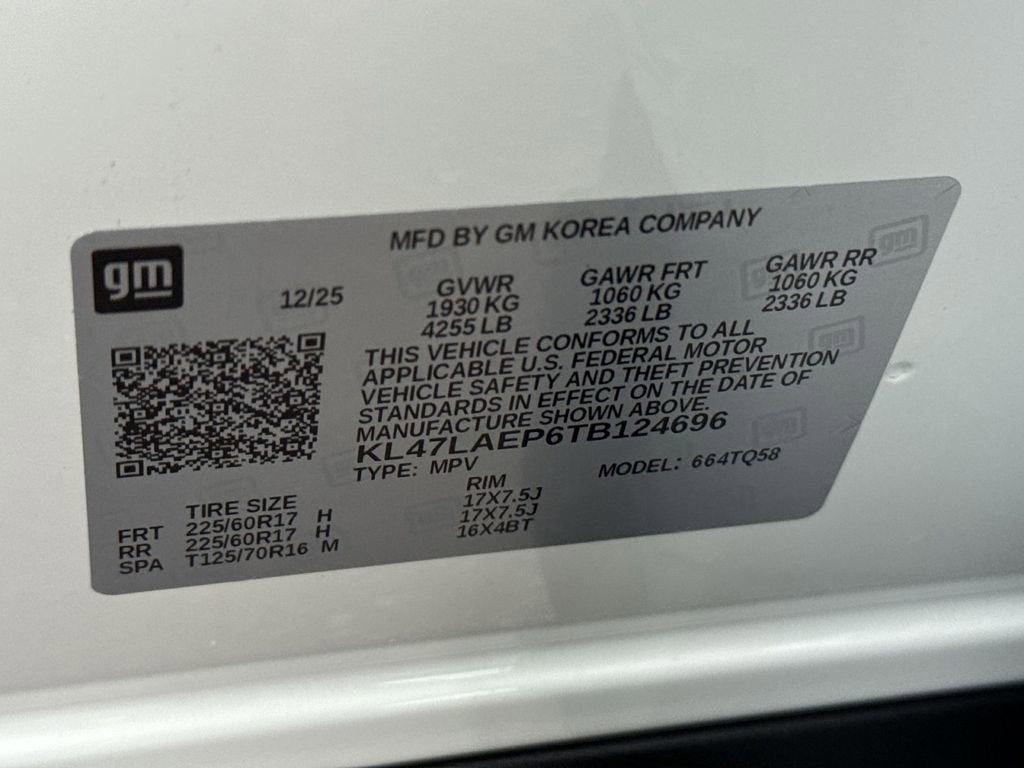 gm
MFD BY GM KOREA COMPANY
12/25
GVWR GAWR FRT GAWR RR
1930 KG 1060 KG 1060 KG
4255 LB 2336 LB 2336 LB
THIS VEHICLE CONFORMS TO ALL
APPLICABLE U.S. FEDERAL MOTOR
VEHICLE SAFETY AND THEFT PREVENTION
STANDARDS IN EFFECT ON THE DATE OF
MANUFACTURE SHOWN ABOVE.
KL47LAEP6TB124696
TYPE: MPV MODEL: 664TQ58
TIRE SIZE RIM
FRT 225/60R17 H 17X7.5J
RR 225/60R17 H 17X7.5J
SPA T125/70R16 M 16X4BT